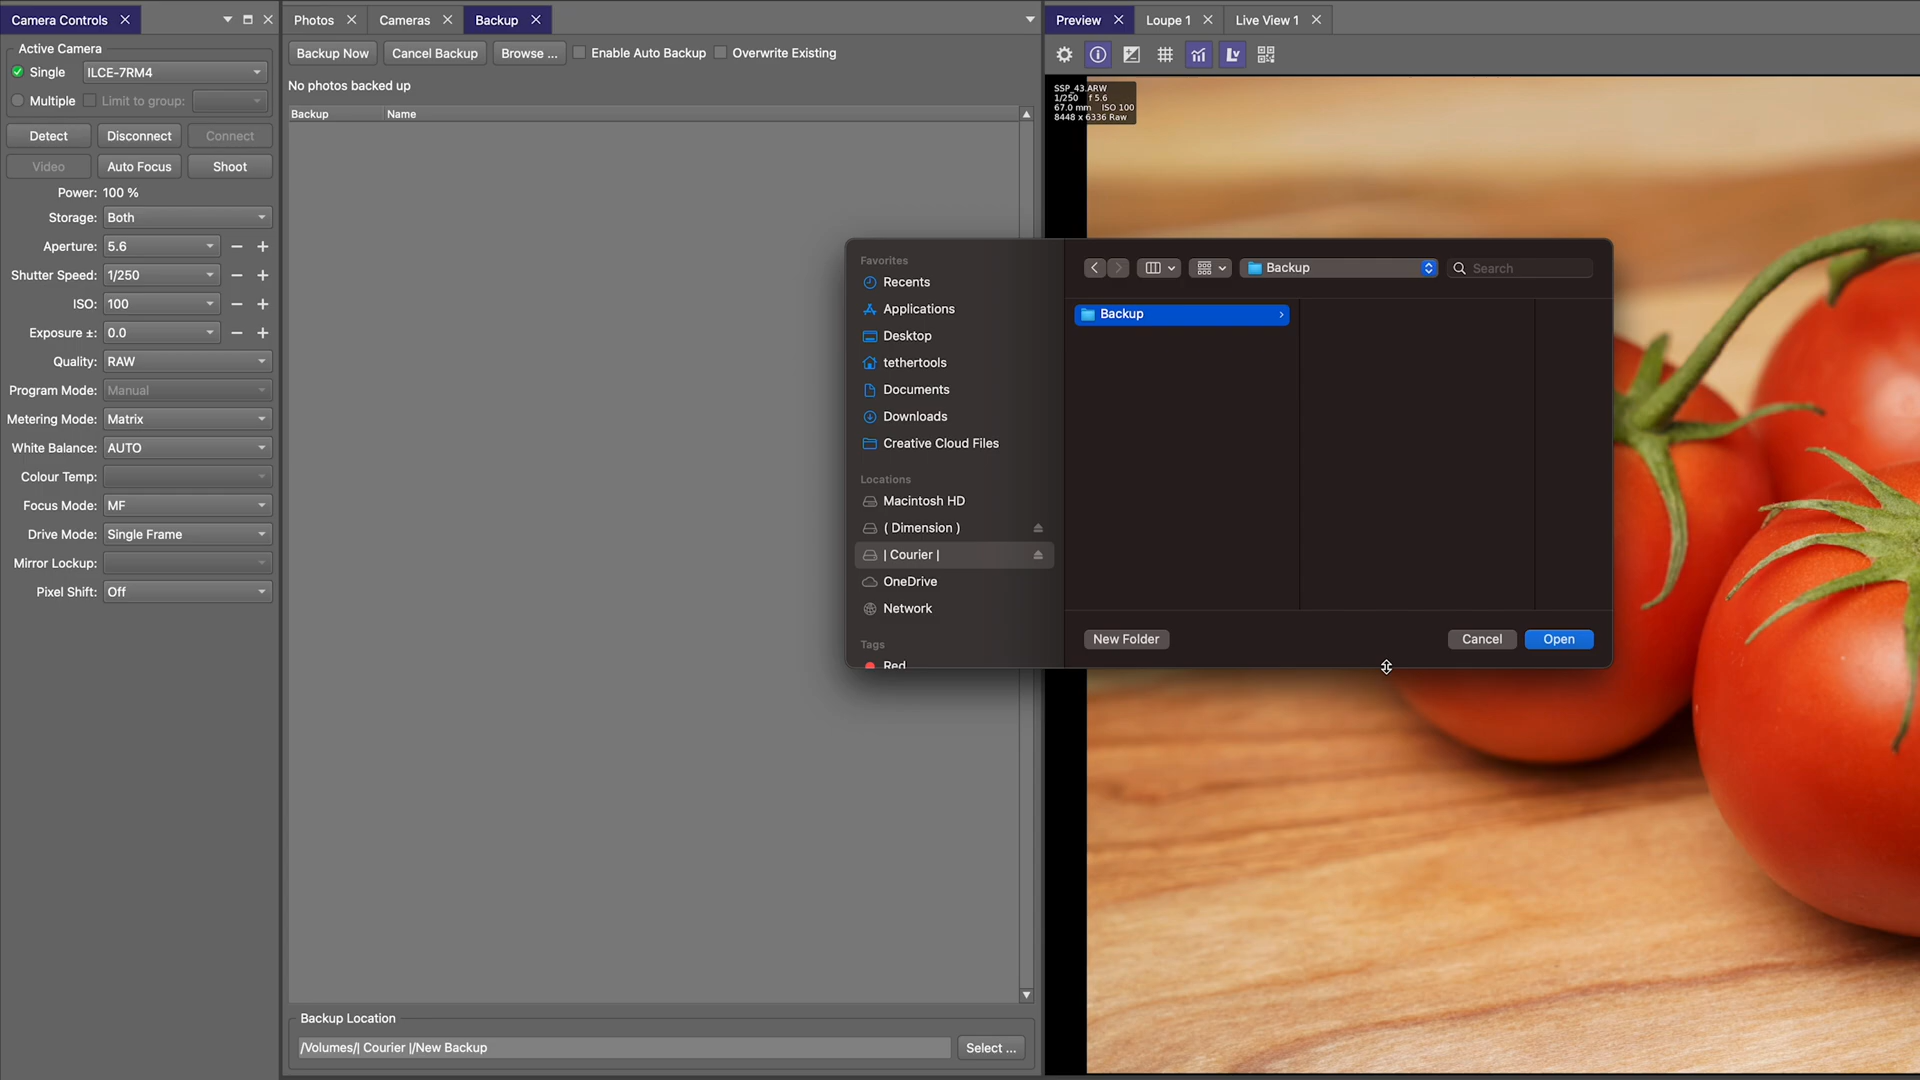 Camera Controls
Active Camera
Single ILCE-7RM4
Multiple Limit to group:
Detect Disconnect Connect
Video Auto Focus Shoot
Power: 100 %
Storage: Both
Aperture: 5.6
Shutter Speed: 1/250
ISO: 100
Exposure ±: 0.0
Quality: RAW
Program Mode: Manual
Metering Mode: Matrix
White Balance: AUTO
Colour Temp:
Focus Mode: MF
Drive Mode: Single Frame
Mirror Lockup:
Pixel Shift: Off
Photos Cameras Backup
Backup Now Cancel Backup Browse ... Enable Auto Backup Overwrite Existing
No photos backed up
Backup Name
Backup Location
/Volumes/| Courier |/New Backup Select ...
Preview Loupe 1 Live View 1
Lv
SSP_43.ARW
1/250 f 5.6
67.0 mm ISO 100
8448 x 6336 Raw
Favorites
Recents
Applications
Desktop
tethertools
Documents
Downloads
Creative Cloud Files
Locations
Macintosh HD
( Dimension )
| Courier |
OneDrive
Network
Tags
Red
Backup Search
Backup
New Folder Cancel Open